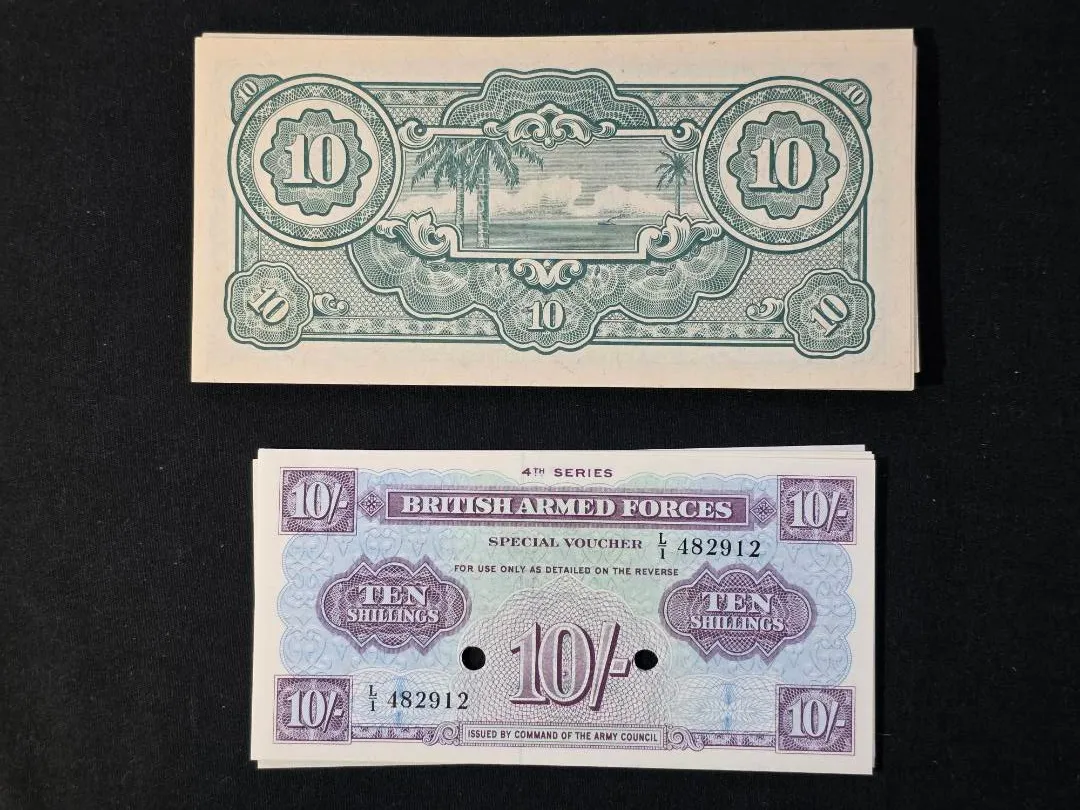 10 10
10 10
10 10
10
4TH SERIES
10/- BRITISH ARMED FORCES 10/-
SPECIAL VOUCHER L/1 482912
FOR USE ONLY AS DETAILED ON THE REVERSE
TEN SHILLINGS
TEN SHILLINGS
10/-
L/1 482912
10/- 10/-
ISSUED BY COMMAND OF THE ARMY COUNCIL